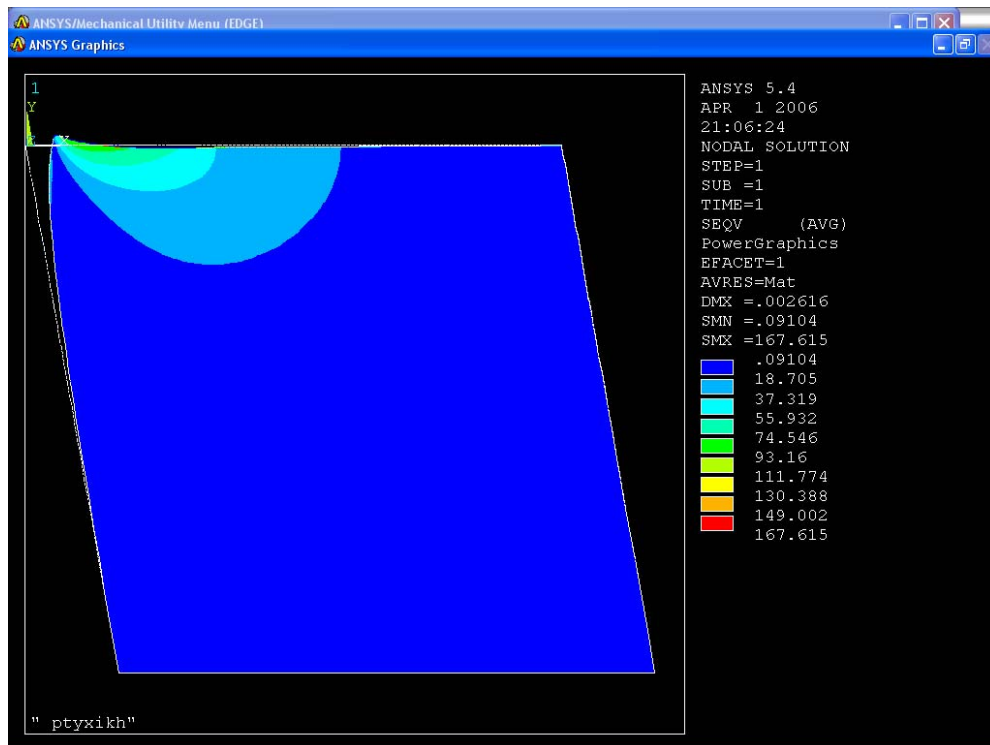 ANSYS/Mechanical Utility Menu (EDGE)
ANSYS Graphics
1
Y
ANSYS 5.4
APR 1 2006
21:06:24
NODAL SOLUTION
STEP=1
SUB =1
TIME=1
SEQV (AVG)
PowerGraphics
EFACET=1
AVRES=Mat
DMX =.002616
SMN =.09104
SMX =167.615
.09104
18.705
37.319
55.932
74.546
93.16
111.774
130.388
149.002
167.615
" ptyxikh"